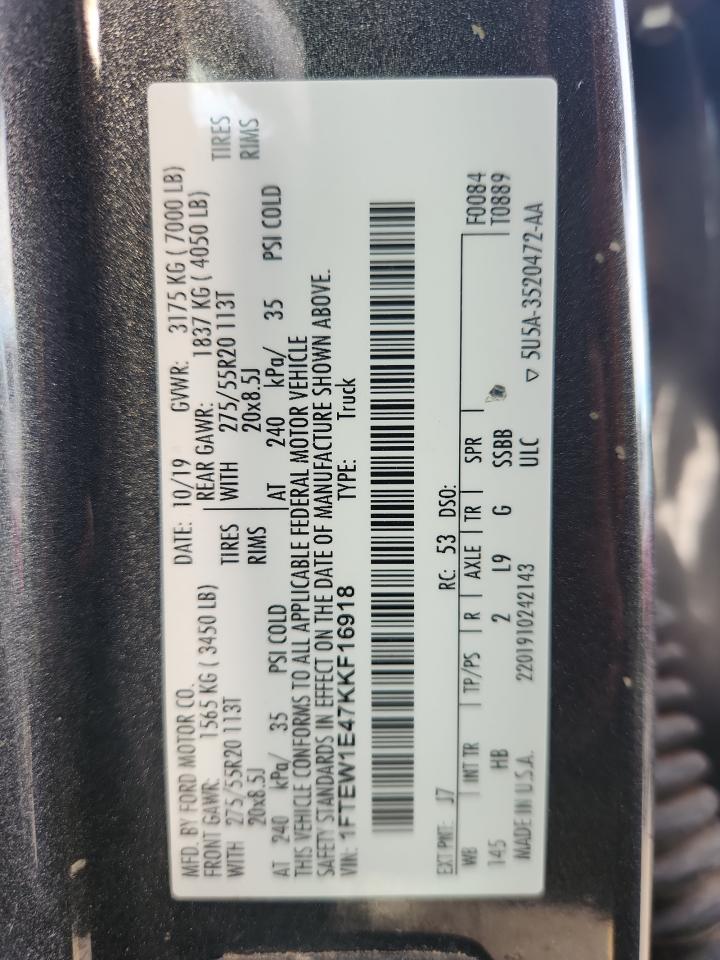 MFD. BY FORD MOTOR CO. DATE: 10/19 GVWR: 3175 KG ( 7000 LB)
FRONT GAWR: 1565 KG ( 3450 LB) REAR GAWR: 1837 KG ( 4050 LB)
WITH 275/55R20 113T TIRES WITH 275/55R20 113T TIRES
20x8.5J RIMS 20x8.5J RIMS
AT 240 kPa/ 35 PSI COLD AT 240 kPa/ 35 PSI COLD
THIS VEHICLE CONFORMS TO ALL APPLICABLE FEDERAL MOTOR VEHICLE
SAFETY STANDARDS IN EFFECT ON THE DATE OF MANUFACTURE SHOWN ABOVE.
VIN: 1FTEW1E47KKF16918 TYPE: Truck
EXT PNT: J7 RC: 53 DSO: F0084
WB INT TR TP/PS R AXLE TR SPR T0889
145 HB 2 L9 G SSBB
ULC
MADE IN U.S.A. 2201910242143 ▽ 5U5A-3520472-AA